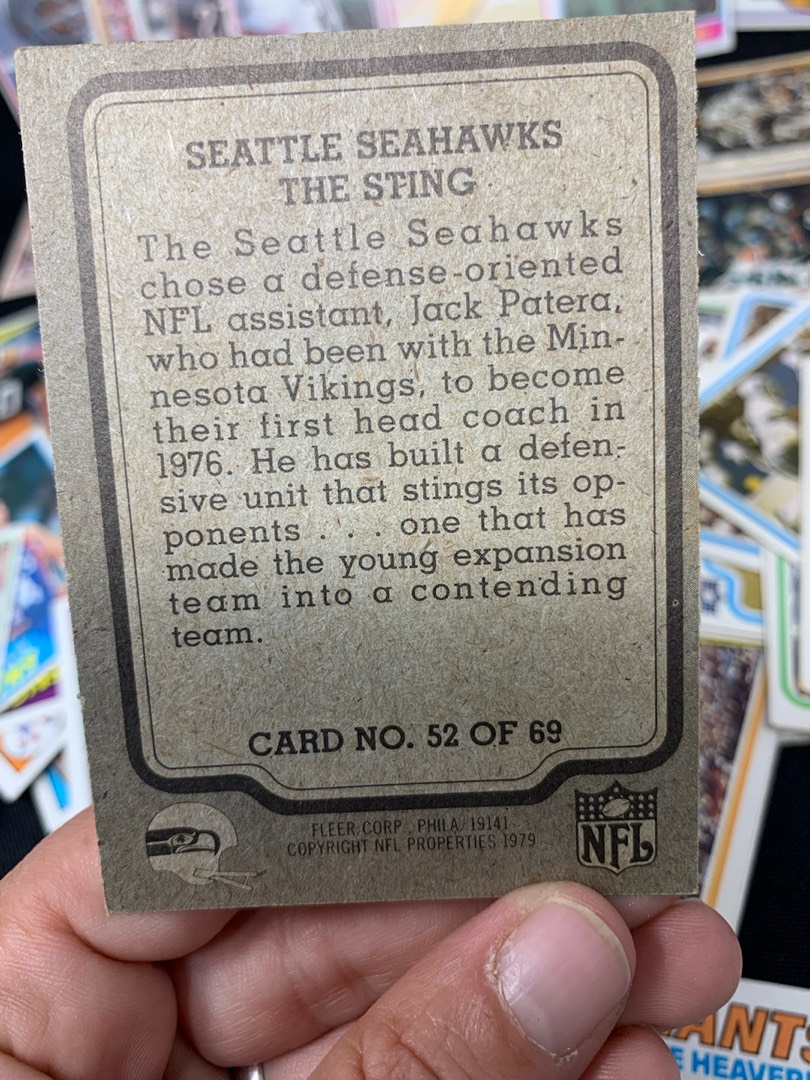 SEATTLE SEAHAWKS
THE STING
The Seattle Seahawks
chose a defense-oriented
NFL assistant, Jack Patera,
who had been with the Min-
nesota Vikings, to become
their first head coach in
1976. He has built a defen-
sive unit that stings its op-
ponents . . . one that has
made the young expansion
team into a contending
team.
CARD NO. 52 OF 69
FLEER CORP., PHILA. 19141
COPYRIGHT NFL PROPERTIES 1979
NFL
ANTS
E HEAVER